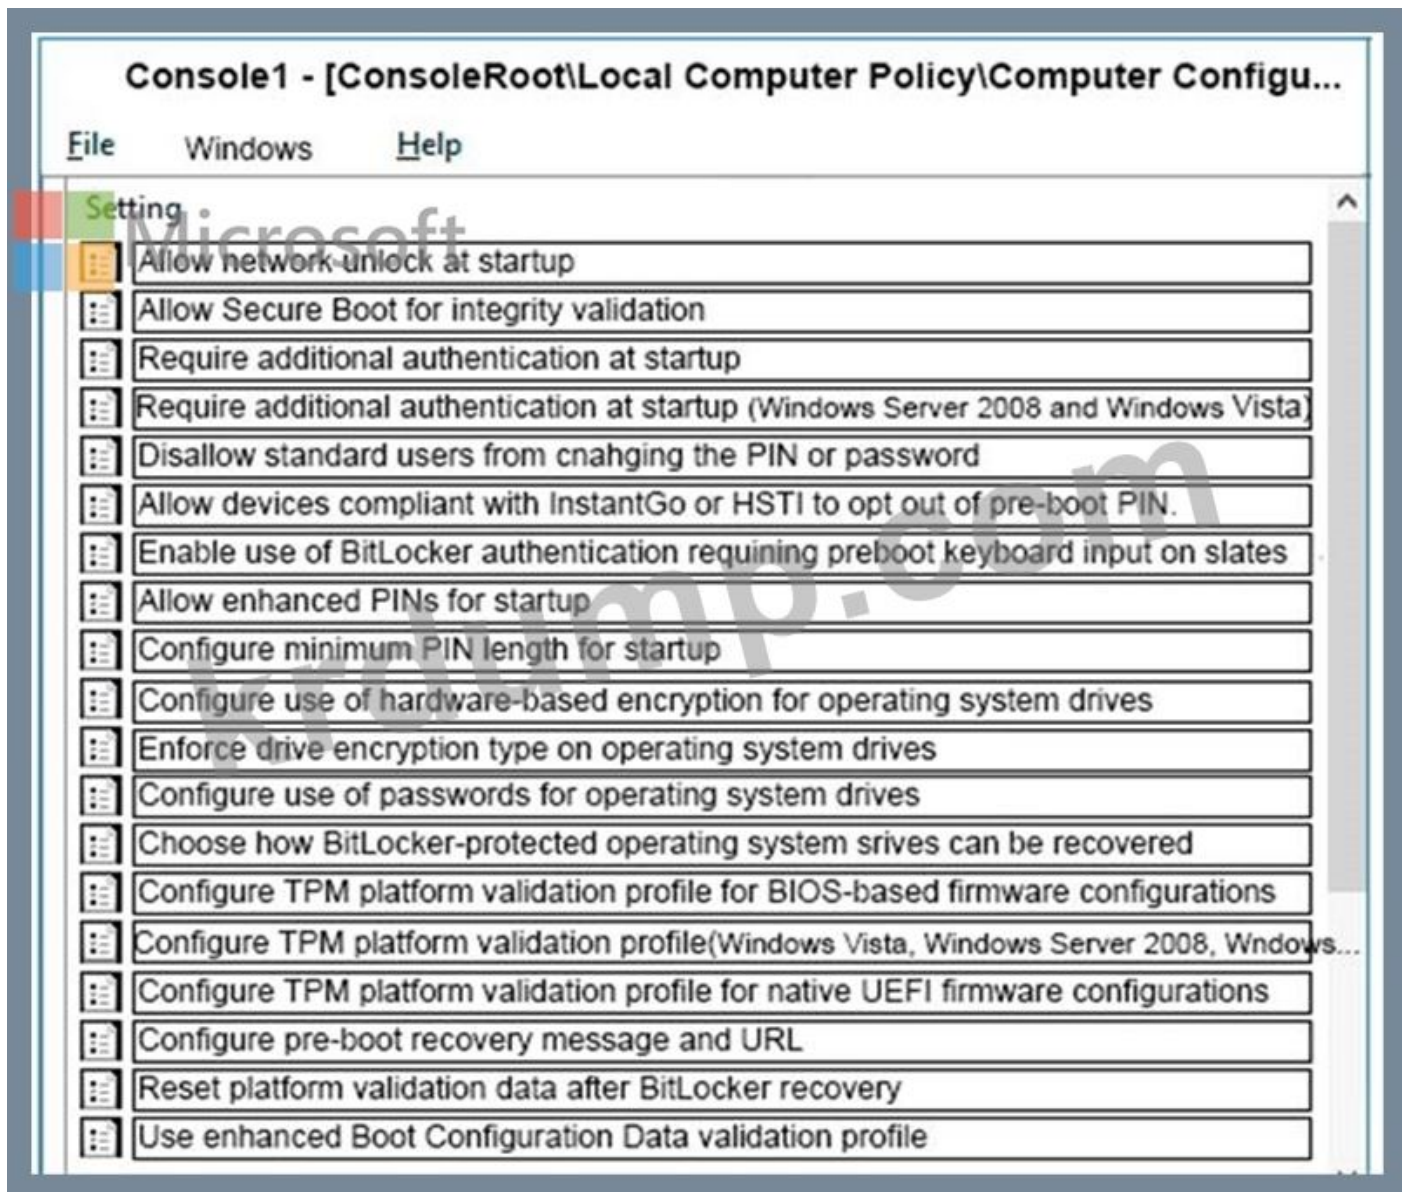 Console1 - [ConsoleRoot\Local Computer Policy\Computer Configu...
File Windows Help
Setting
Microsoft
Allow network unlock at startup
Allow Secure Boot for integrity validation
Require additional authentication at startup
Require additional authentication at startup (Windows Server 2008 and Windows Vista)
Disallow standard users from cnahging the PIN or password
Allow devices compliant with InstantGo or HSTI to opt out of pre-boot PIN.
Enable use of BitLocker authentication requining preboot keyboard input on slates
Allow enhanced PINs for startup
Configure minimum PIN length for startup
Configure use of hardware-based encryption for operating system drives
Enforce drive encryption type on operating system drives
Configure use of passwords for operating system drives
Choose how BitLocker-protected operating system srives can be recovered
Configure TPM platform validation profile for BIOS-based firmware configurations
Configure TPM platform validation profile(Windows Vista, Windows Server 2008, Wndows...
Configure TPM platform validation profile for native UEFI firmware configurations
Configure pre-boot recovery message and URL
Reset platform validation data after BitLocker recovery
Use enhanced Boot Configuration Data validation profile
krdump.com